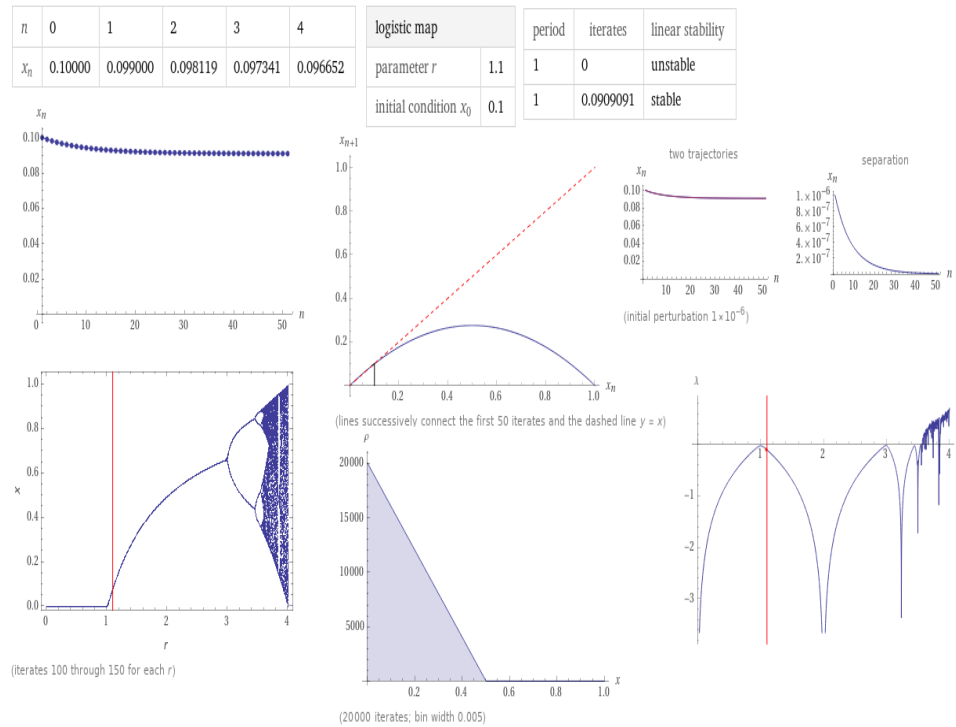 n 0 1 2 3 4
xₙ 0.10000 0.099000 0.098119 0.097341 0.096652
logistic map
parameter r 1.1
initial condition x₀ 0.1
period iterates linear stability
1 0 unstable
1 0.0909091 stable
xₙ
0.10
0.08
0.06
0.04
0.02
0 10 20 30 40 50 n
xₙ₊₁
1.0
0.8
0.6
0.4
0.2
0.2 0.4 0.6 0.8 1.0 xₙ
(lines successively connect the first 50 iterates and the dashed line y = x)
two trajectories
xₙ
0.10
0.08
0.06
0.04
0.02
10 20 30 40 50 n
(initial perturbation 1×10⁻⁶)
separation
xₙ
1.×10⁻⁶
8.×10⁻⁷
6.×10⁻⁷
4.×10⁻⁷
2.×10⁻⁷
0 10 20 30 40 50 n
x
1.0
0.8
0.6
0.4
0.2
0.0
0 1 2 3 4
r
(iterates 100 through 150 for each r)
ρ
20000
15000
10000
5000
0.2 0.4 0.6 0.8 1.0 x
(20000 iterates; bin width 0.005)
λ
1 2 3 4
-1
-2
-3